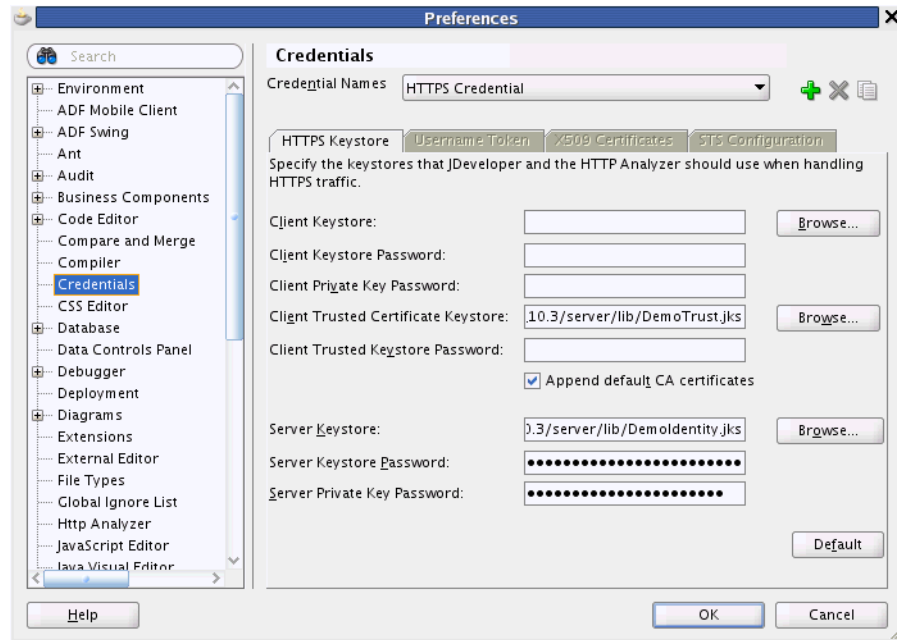 Preferences
Search
Environment
ADF Mobile Client
ADF Swing
Ant
Audit
Business Components
Code Editor
Compare and Merge
Compiler
Credentials
CSS Editor
Database
Data Controls Panel
Debugger
Deployment
Diagrams
Extensions
External Editor
File Types
Global Ignore List
Http Analyzer
JavaScript Editor
Java Visual Editor
Credentials
Credential Names HTTPS Credential
HTTPS Keystore Username Token X509 Certificates STS Configuration
Specify the keystores that JDeveloper and the HTTP Analyzer should use when handling
HTTPS traffic.
Client Keystore: Browse...
Client Keystore Password:
Client Private Key Password:
Client Trusted Certificate Keystore: .10.3/server/lib/DemoTrust.jks Browse...
Client Trusted Keystore Password:
Append default CA certificates
Server Keystore: 0.3/server/lib/DemoIdentity.jks Browse...
Server Keystore Password: ●●●●●●●●●●●●●●●●●●●●●●●●
Server Private Key Password: ●●●●●●●●●●●●●●●●●●●●●●
Default
Help OK Cancel